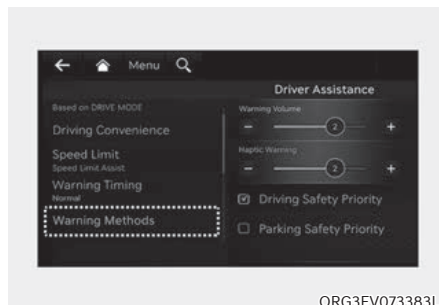 Menu
Driver Assistance
Based on DRIVE MODE
Driving Convenience
Speed Limit
Speed Limit Assist
Warning Timing
Normal
Warning Methods
Warning Volume
- 2 +
Haptic Warning
- 2 +
Driving Safety Priority
Parking Safety Priority
ORG3EV073383L